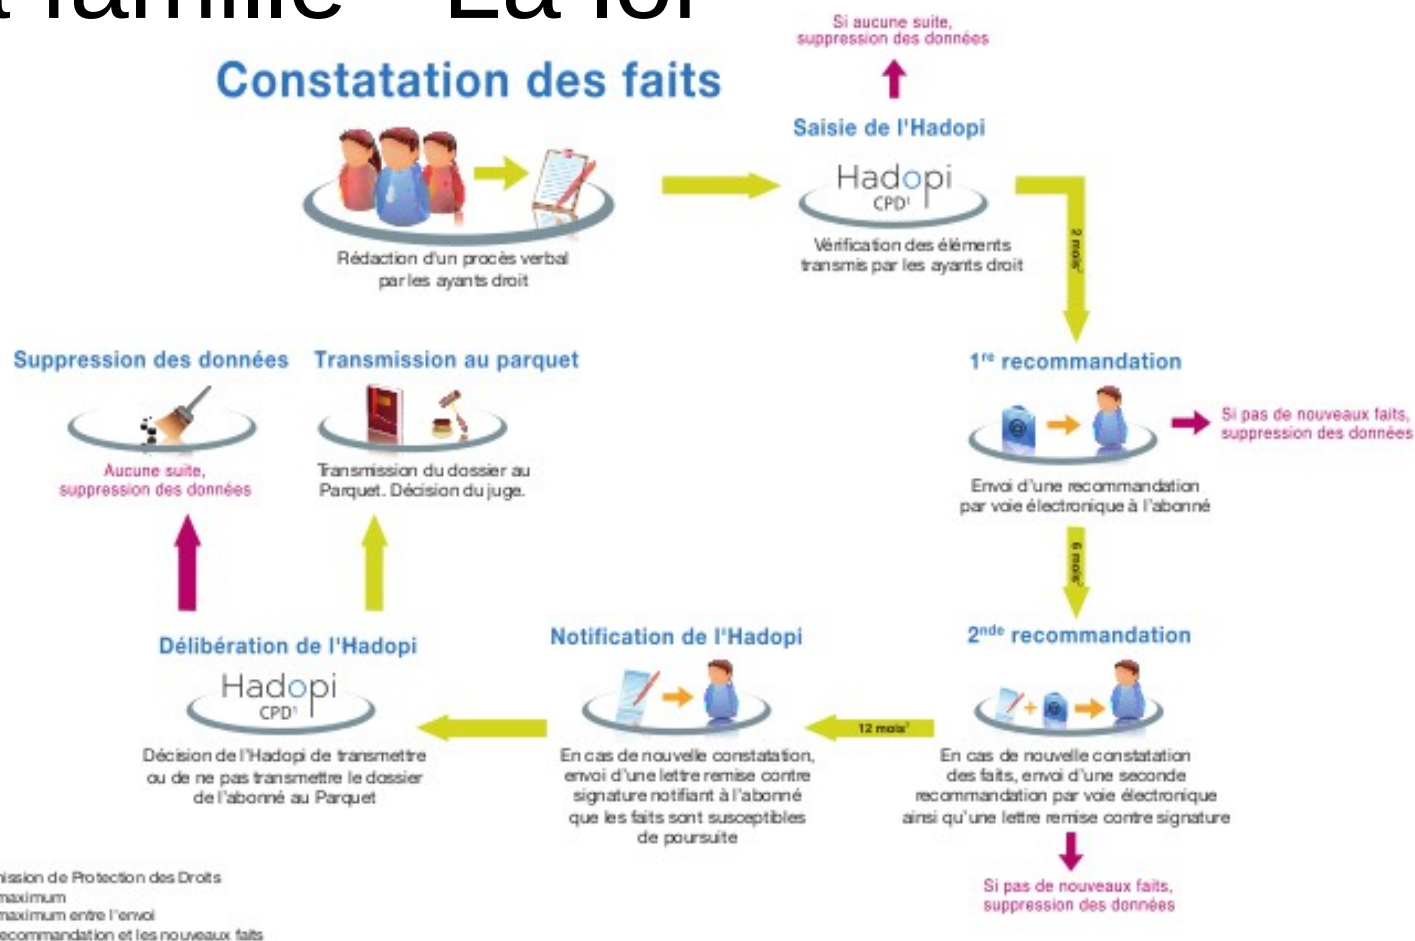 famille La loi
Si aucune suite,
suppression des données
Constatation des faits
Saisie de l'Hadopi
Hadopi
CPD¹
Rédaction d'un procès verbal
par les ayants droit
Vérification des éléments
transmis par les ayants droit
2 mois²
Suppression des données
Transmission au parquet
1re recommandation
Si pas de nouveaux faits,
suppression des données
Aucune suite,
suppression des données
Transmission du dossier au
Parquet. Décision du juge.
Envoi d'une recommandation
par voie électronique à l'abonné
6 mois³
Délibération de l'Hadopi
Notification de l'Hadopi
2nde recommandation
Hadopi
CPD¹
12 mois³
Décision de l'Hadopi de transmettre
ou de ne pas transmettre le dossier
de l'abonné au Parquet
En cas de nouvelle constatation,
envoi d'une lettre remise contre
signature notifiant à l'abonné
que les faits sont susceptibles
de poursuite
En cas de nouvelle constatation
des faits, envoi d'une seconde
recommandation par voie électronique
ainsi qu'une lettre remise contre signature
Si pas de nouveaux faits,
suppression des données
mission de Protection des Droits
maximum
maximum entre l'envoi
recommandation et les nouveaux faits